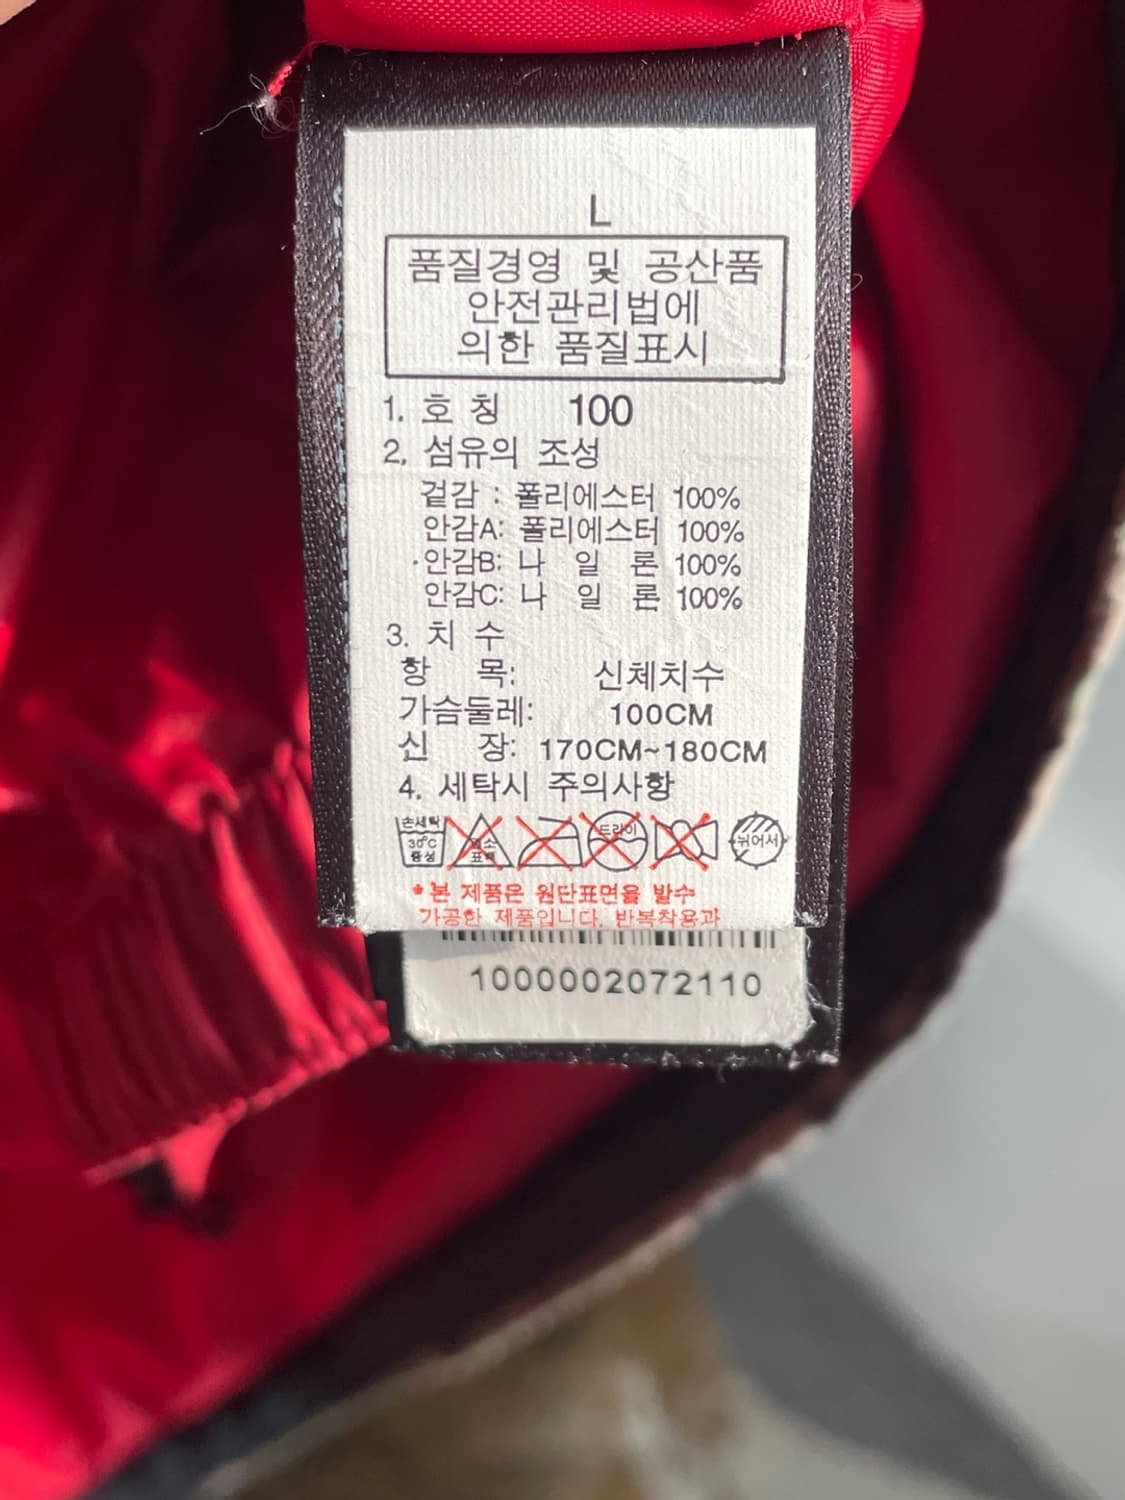 L
품질경영 및 공산품
안전관리법에
의한 품질표시
1. 호 칭 100
2. 섬유의 조성
겉감 : 폴리에스터 100%
안감A: 폴리에스터 100%
안감B: 나 일 론 100%
안감C: 나 일 론 100%
3. 치 수
항 목: 신체치수
가슴둘레: 100CM
신 장: 170CM~180CM
4. 세탁시 주의사항
손세탁 30°C 중성
염소 표백
드라이
뉘어서
*본 제품은 원단표면을 발수
가공한 제품입니다. 반복착용과
1000002072110